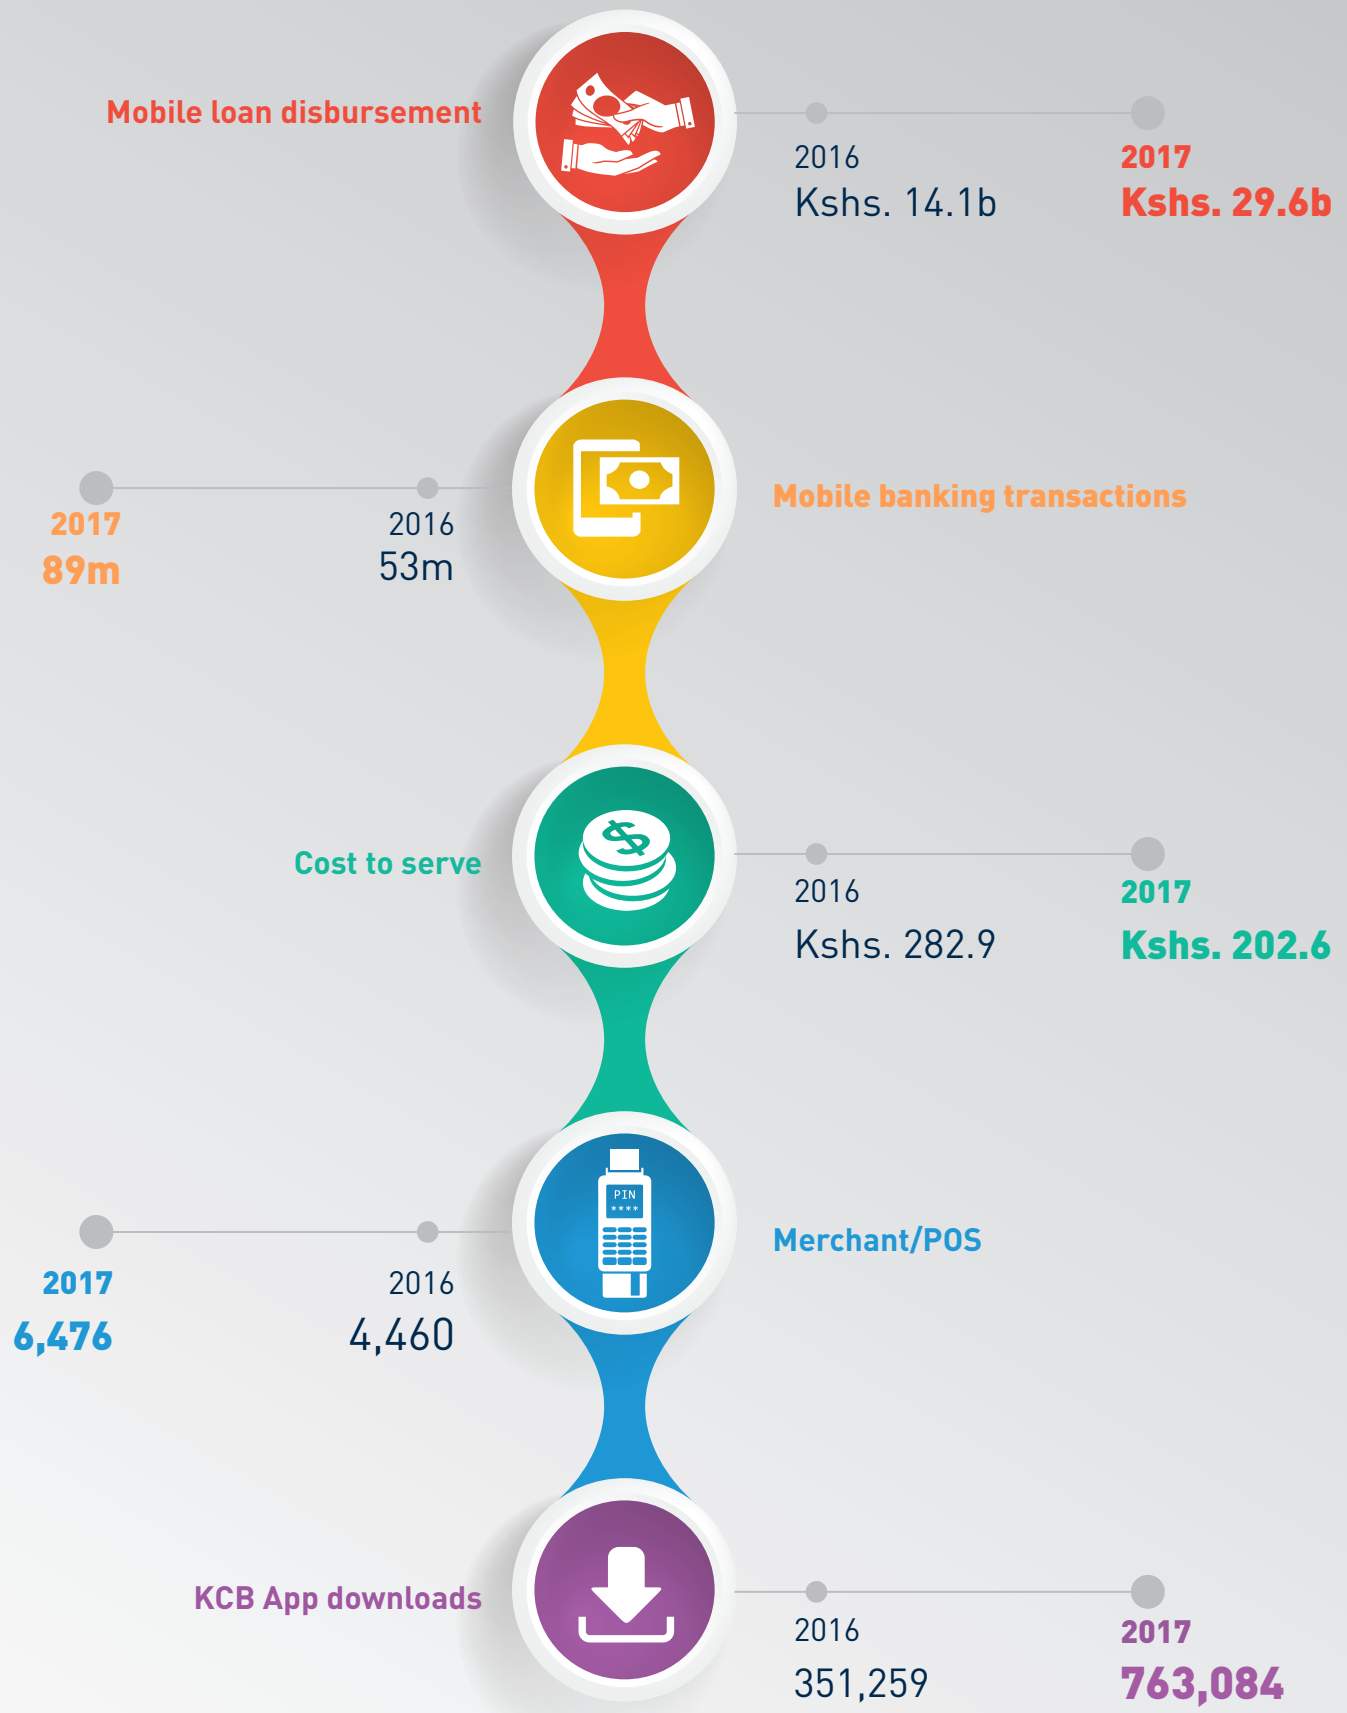 Mobile loan disbursement
2016
Kshs. 14.1b
2017
Kshs. 29.6b
Mobile banking transactions
2017
89m
2016
53m
Cost to serve
2016
Kshs. 282.9
2017
Kshs. 202.6
PIN
****
Merchant/POS
2017
6,476
2016
4,460
KCB App downloads
2016
351,259
2017
763,084